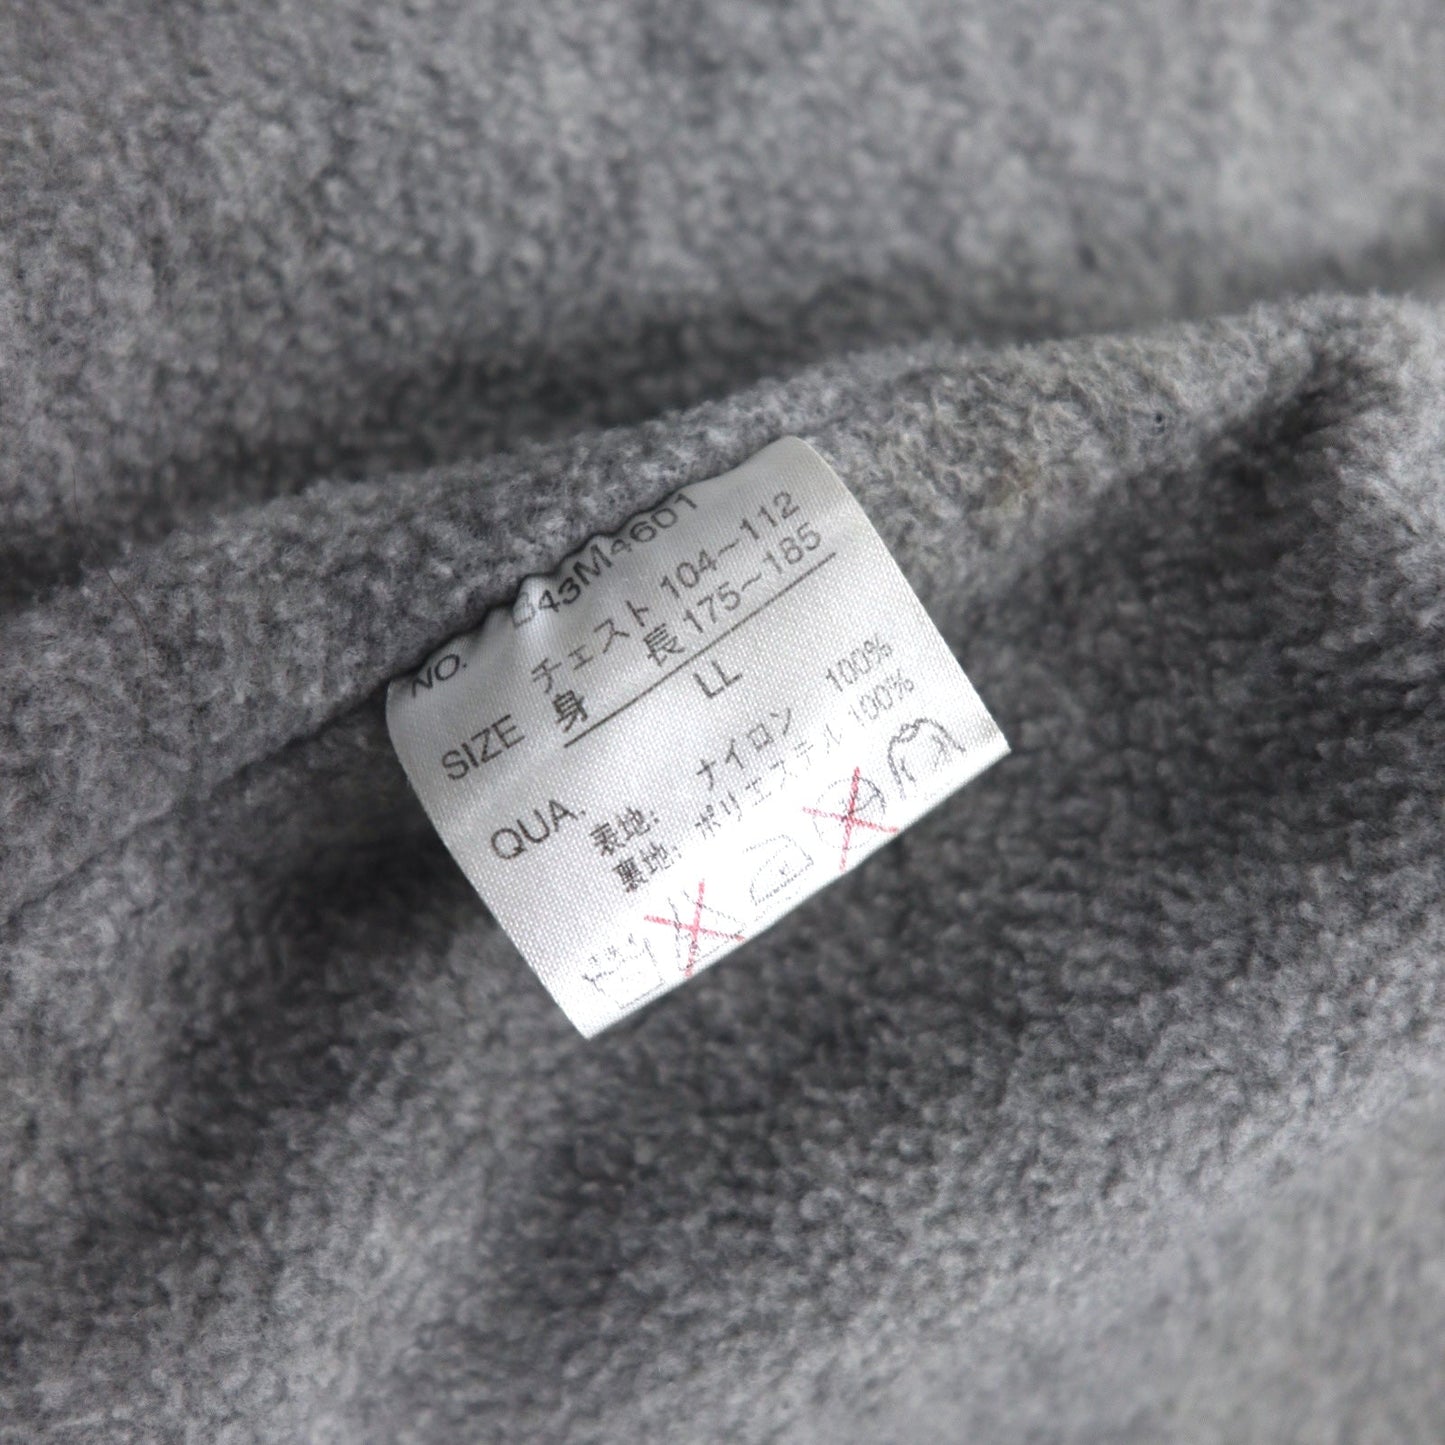 NO. 043M4601
SIZE チェスト 104~112
身 長 175~185
LL
QUA. 表地: ナイロン 100%
裏地: ポリエステル 100%